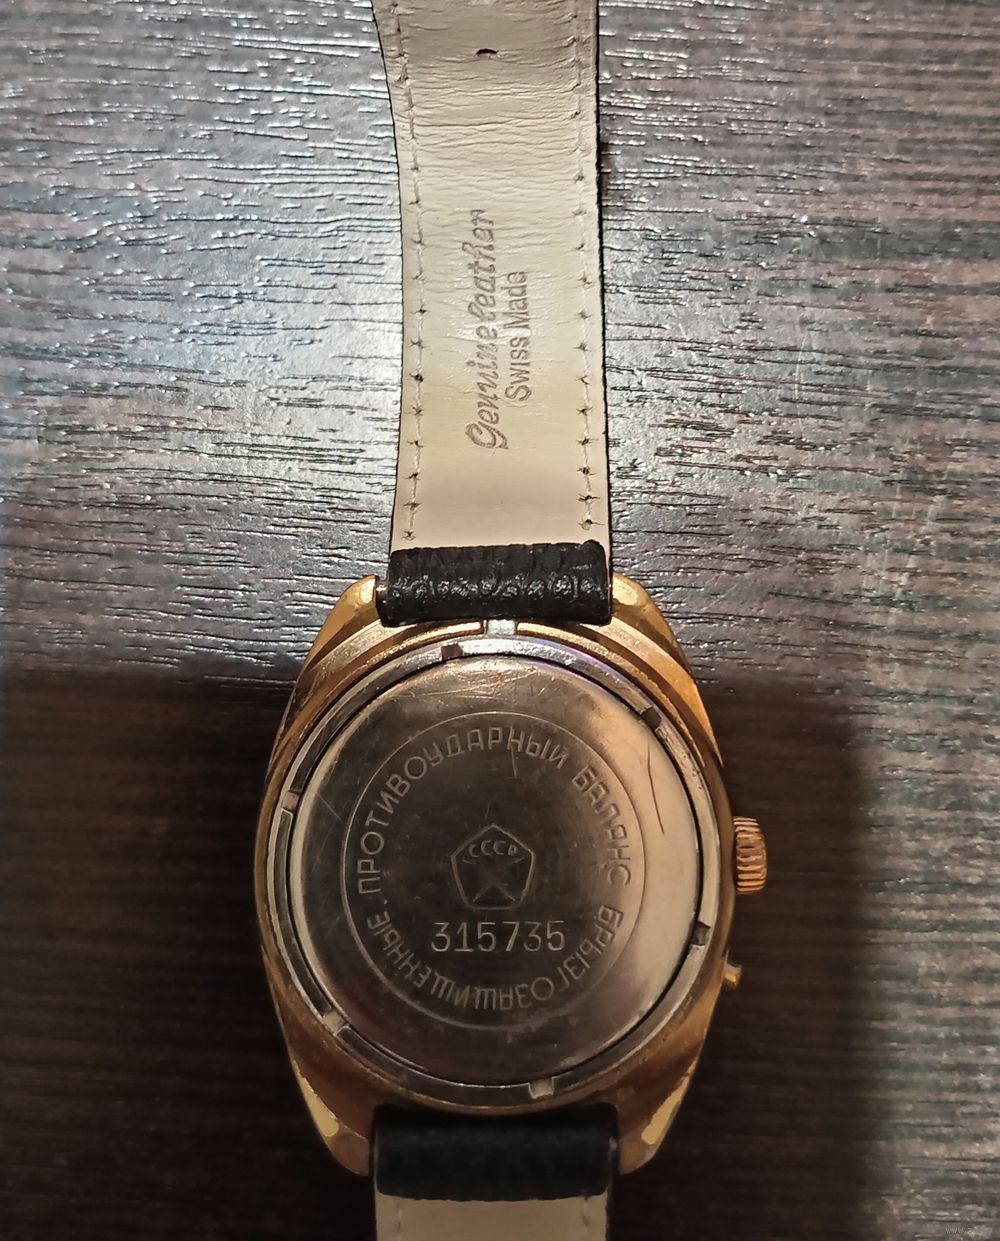 Genuine leather
Swiss Made
ПРОТИВОУДАРНЫЙ БАЛАНС БРЫЗГОЗАЩИЩЕННЫЕ.
СССР
315735